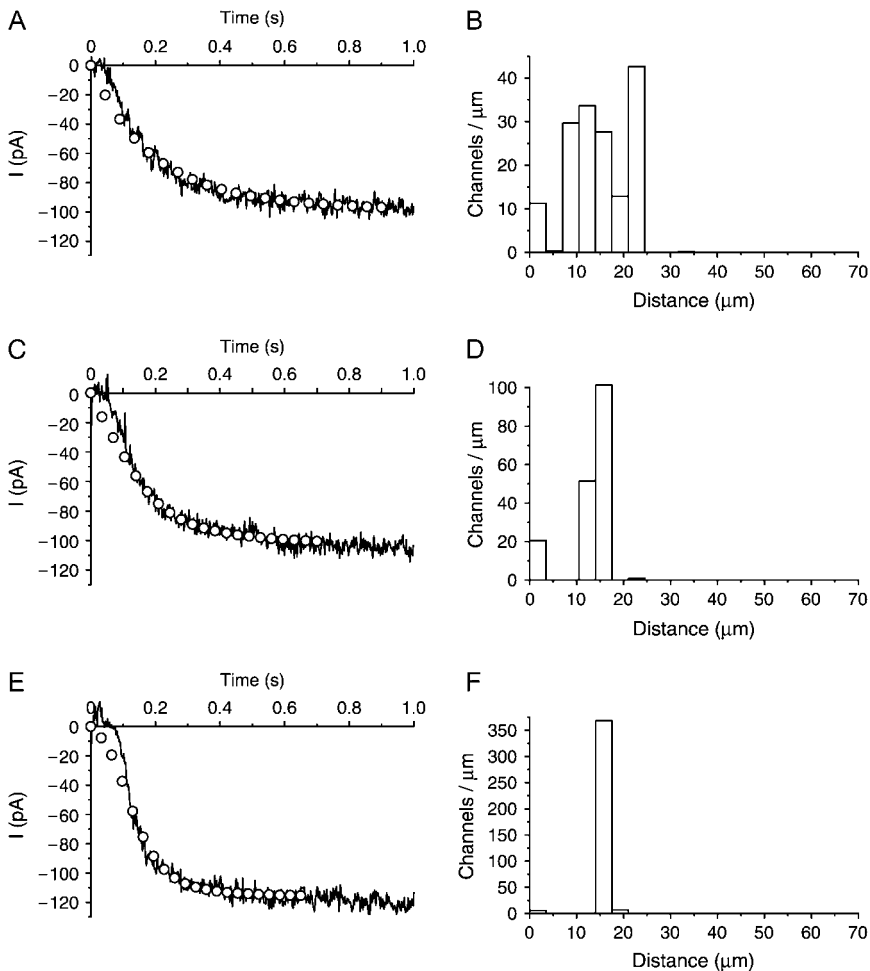 A
Time (s)
0 0.2 0.4 0.6 0.8 1.0
0
−20
−40
−60
−80
−100
−120
I (pA)
B
40
30
20
10
0
Channels / μm
0 10 20 30 40 50 60 70
Distance (μm)
C
Time (s)
0 0.2 0.4 0.6 0.8 1.0
0
−20
−40
−60
−80
−100
−120
I (pA)
D
100
80
60
40
20
0
Channels / μm
0 10 20 30 40 50 60 70
Distance (μm)
E
Time (s)
0 0.2 0.4 0.6 0.8 1.0
0
−20
−40
−60
−80
−100
−120
I (pA)
F
350
300
250
200
150
100
50
0
Channels / μm
0 10 20 30 40 50 60 70
Distance (μm)